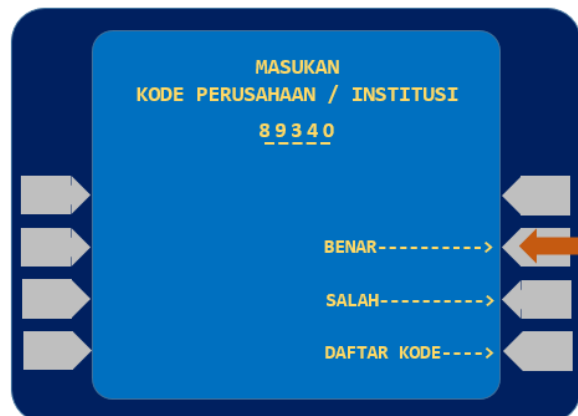 MASUKAN
KODE PERUSAHAAN / INSTITUSI
89340
BENAR---------->
SALAH---------->
DAFTAR KODE---->